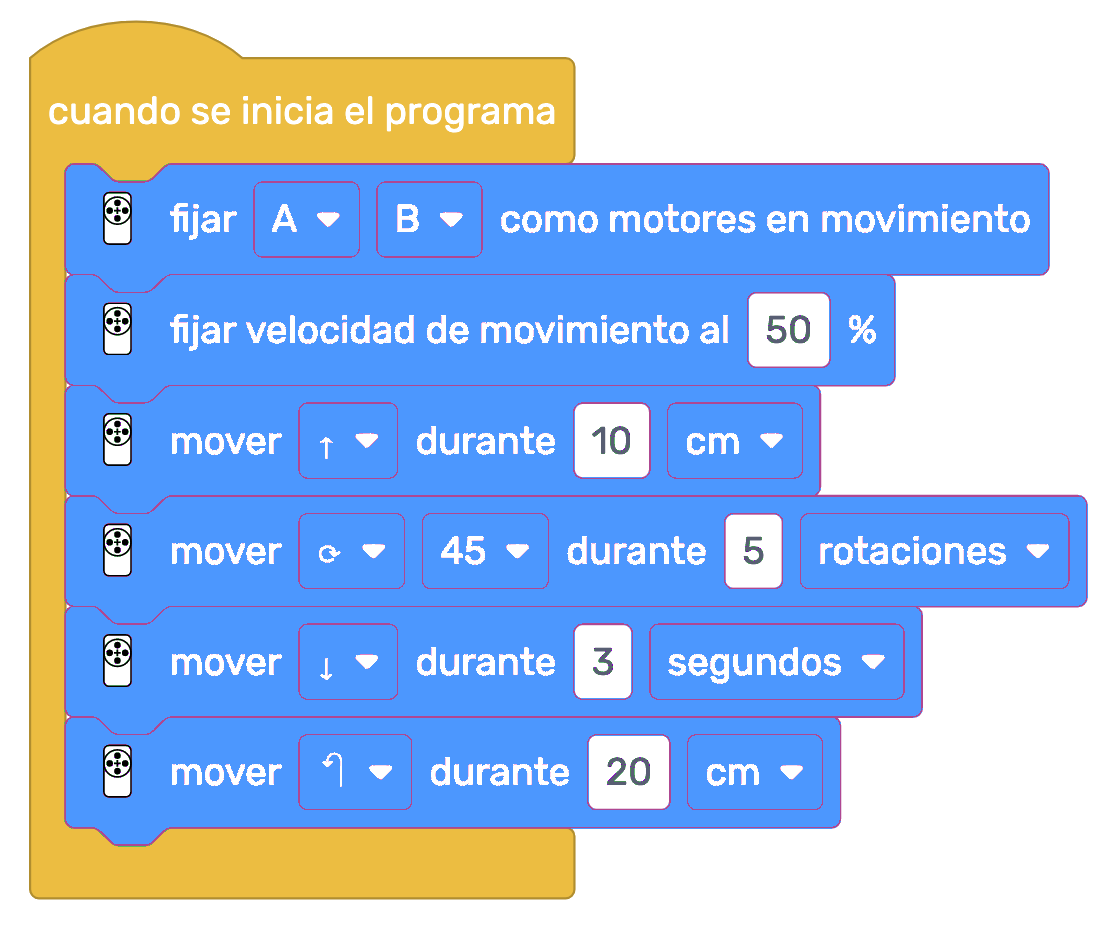 cuando se inicia el programa
fijar A B como motores en movimiento
fijar velocidad de movimiento al 50 %
mover ↑ durante 10 cm
mover ⟳ 45 durante 5 rotaciones
mover ↓ durante 3 segundos
mover ↰ durante 20 cm